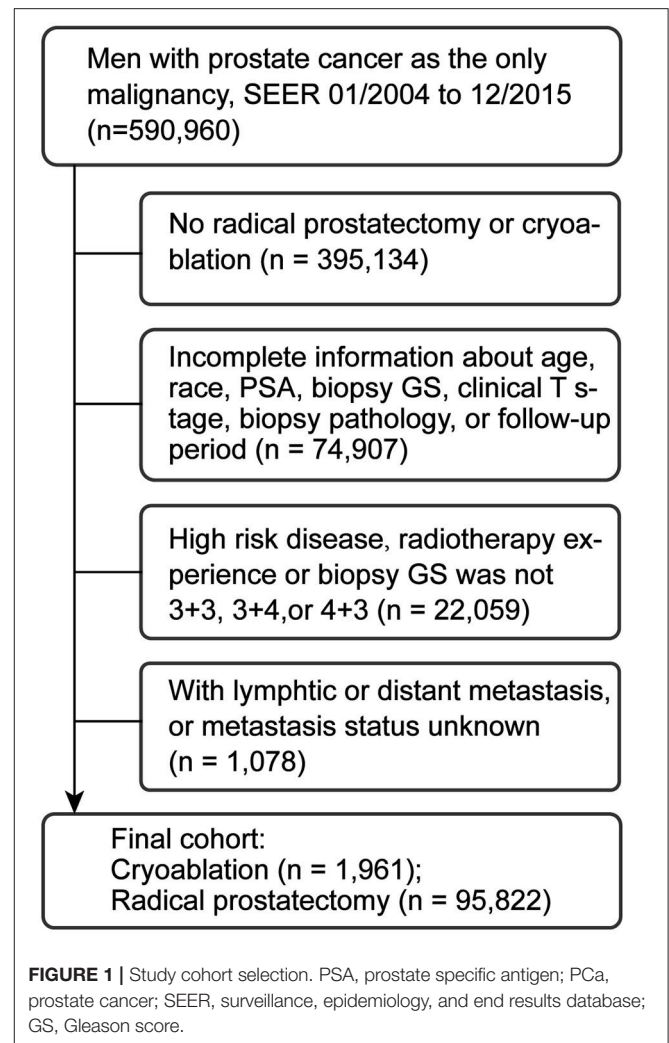 Men with prostate cancer as the only
malignancy, SEER 01/2004 to 12/2015
(n=590,960)
No radical prostatectomy or cryoa-
blation (n = 395,134)
Incomplete information about age,
race, PSA, biopsy GS, clinical T s-
tage, biopsy pathology, or follow-up
period (n = 74,907)
High risk disease, radiotherapy ex-
perience or biopsy GS was not
3+3, 3+4,or 4+3 (n = 22,059)
With lymphtic or distant metastasis,
or metastasis status unknown
(n = 1,078)
Final cohort:
Cryoablation (n = 1,961);
Radical prostatectomy (n = 95,822)
FIGURE 1 | Study cohort selection. PSA, prostate specific antigen; PCa,
prostate cancer; SEER, surveillance, epidemiology, and end results database;
GS, Gleason score.